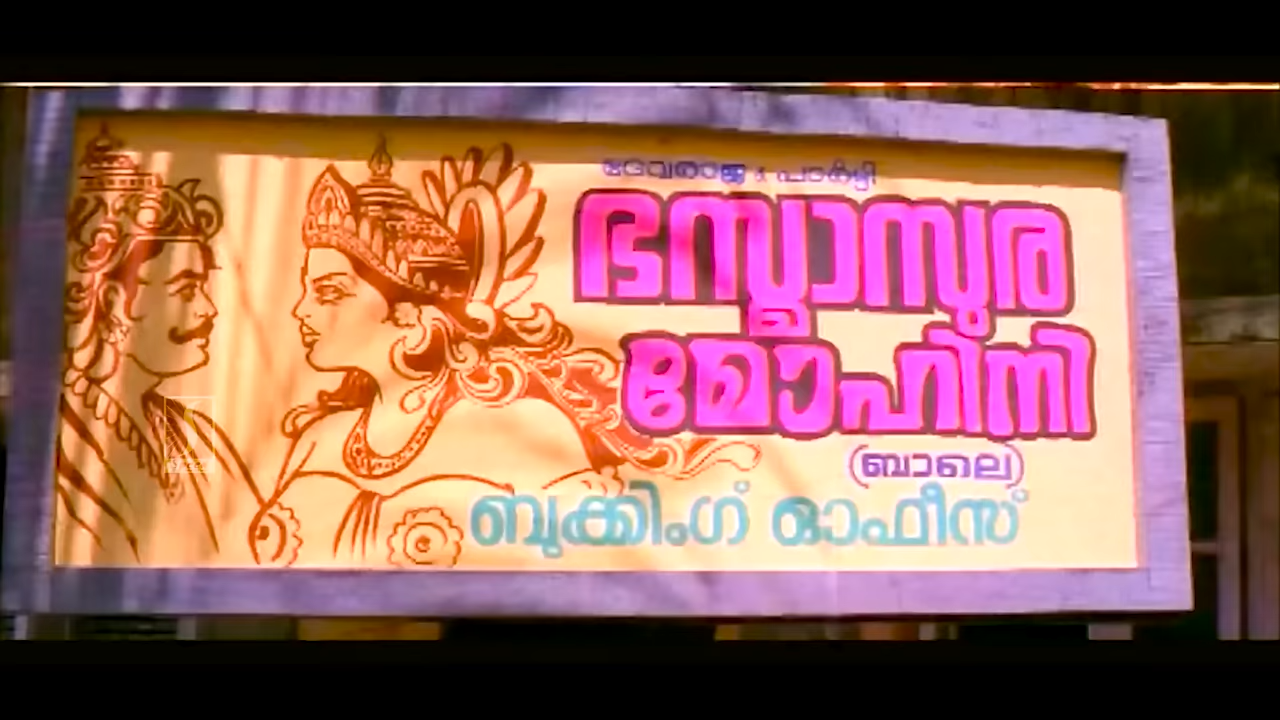 ദേവരാജ & പാർട്ടി
ഭസ്മാസുര
മോഹിനി
(ബാലെ)
ബുക്കിംഗ് ഓഫീസ്